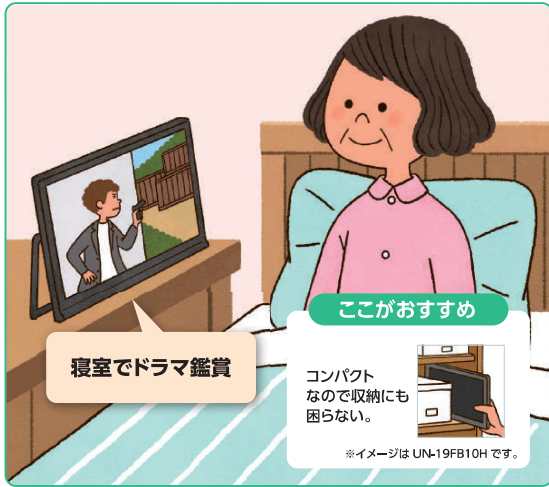 寝室でドラマ鑑賞
ここがおすすめ
コンパクト
なので収納にも
困らない。
※イメージは UN-19FB10H です。